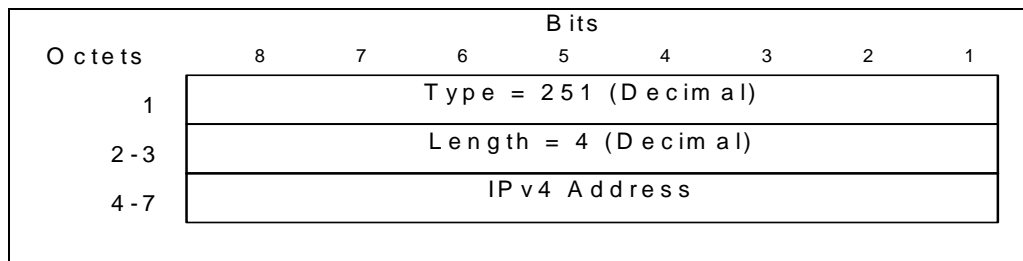 Bits
Octets 8 7 6 5 4 3 2 1
1 Type = 251 (Decimal)
2-3 Length = 4 (Decimal)
4-7 IPv4 Address